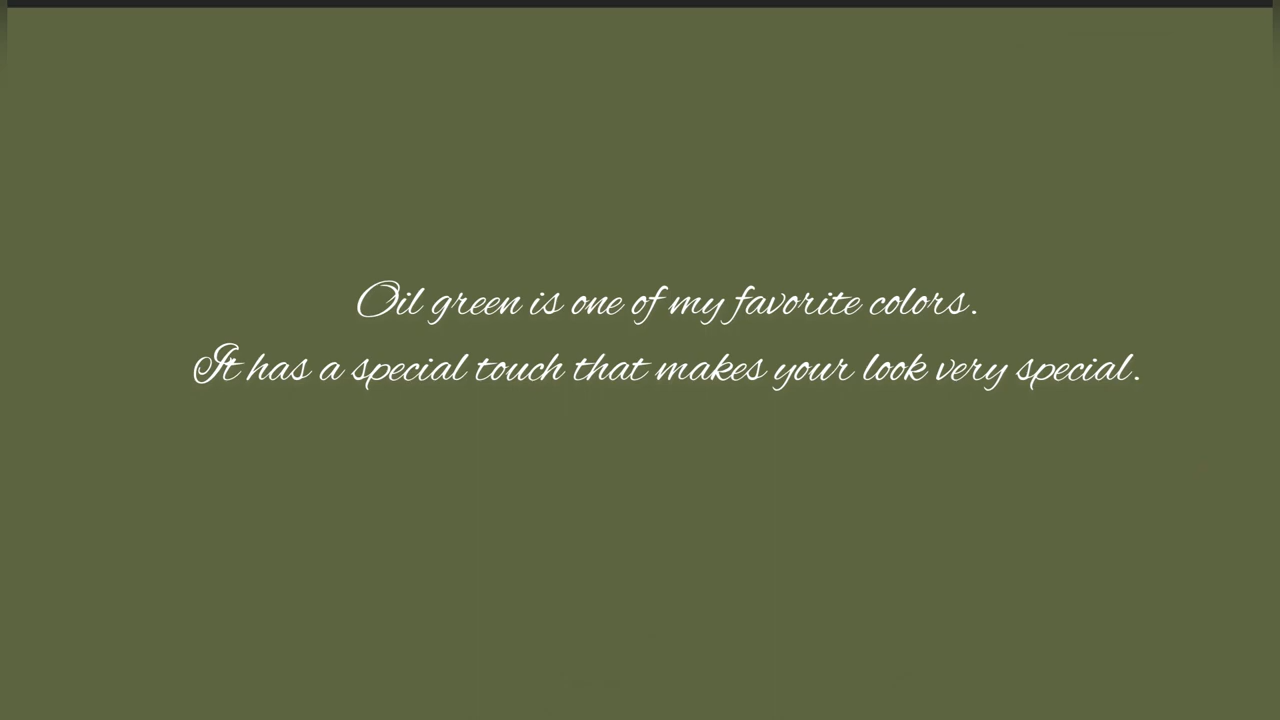 Oil green is one of my favorite colors.
It has a special touch that makes your look very special.